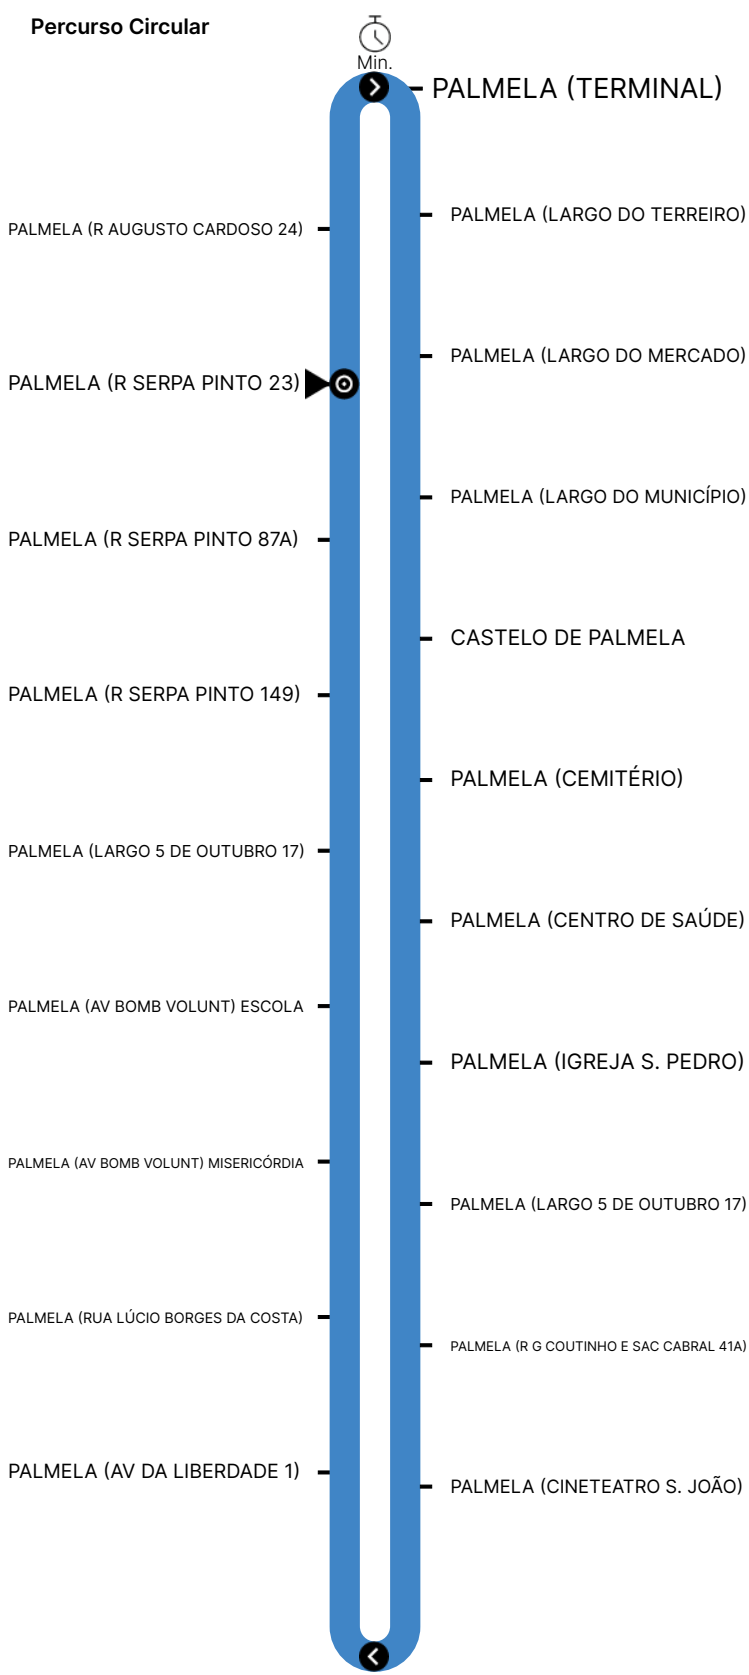 Percurso Circular
Min.
PALMELA (TERMINAL)
PALMELA (LARGO DO TERREIRO)
PALMELA (R AUGUSTO CARDOSO 24)
PALMELA (LARGO DO MERCADO)
PALMELA (R SERPA PINTO 23)
PALMELA (LARGO DO MUNICÍPIO)
PALMELA (R SERPA PINTO 87A)
CASTELO DE PALMELA
PALMELA (R SERPA PINTO 149)
PALMELA (CEMITÉRIO)
PALMELA (LARGO 5 DE OUTUBRO 17)
PALMELA (CENTRO DE SAÚDE)
PALMELA (AV BOMB VOLUNT) ESCOLA
PALMELA (IGREJA S. PEDRO)
PALMELA (AV BOMB VOLUNT) MISERICÓRDIA
PALMELA (LARGO 5 DE OUTUBRO 17)
PALMELA (RUA LÚCIO BORGES DA COSTA)
PALMELA (R G COUTINHO E SAC CABRAL 41A)
PALMELA (AV DA LIBERDADE 1)
PALMELA (CINETEATRO S. JOÃO)